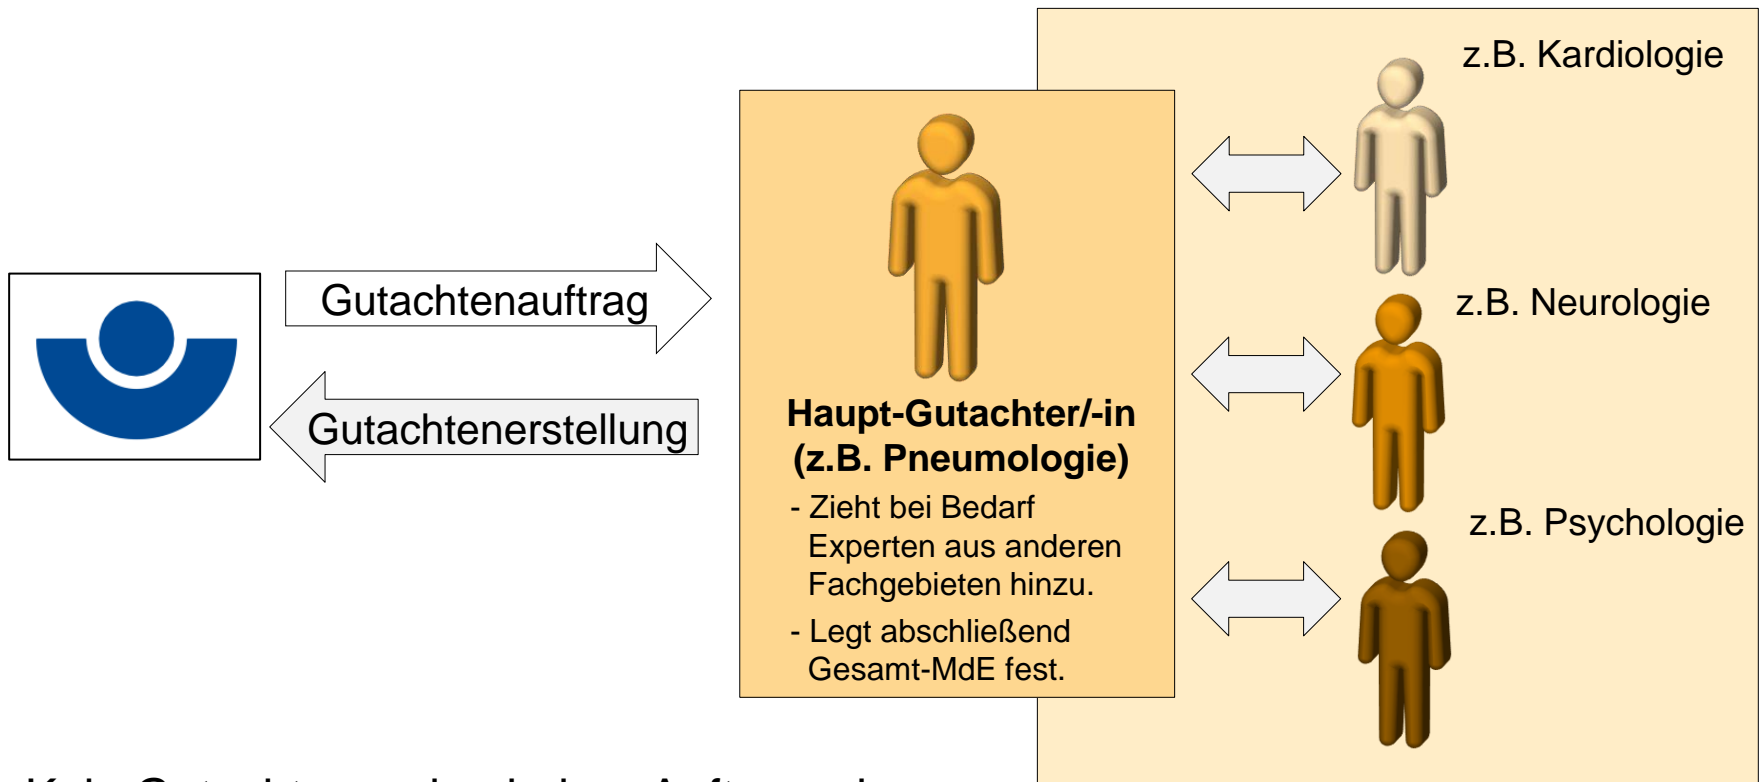 z.B. Kardiologie
Gutachtenauftrag
z.B. Neurologie
Gutachtenerstellung
Haupt-Gutachter/-in
(z.B. Pneumologie)
- Zieht bei Bedarf
Experten aus anderen
Fachgebieten hinzu.
- Legt abschließend
Gesamt-MdE fest.
z.B. Psychologie